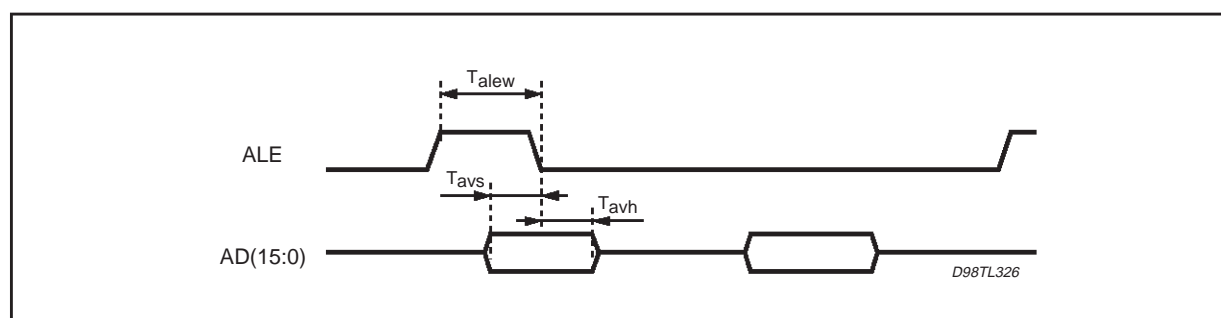 Talew
ALE
Tavs
Tavh
AD(15:0)
D98TL326